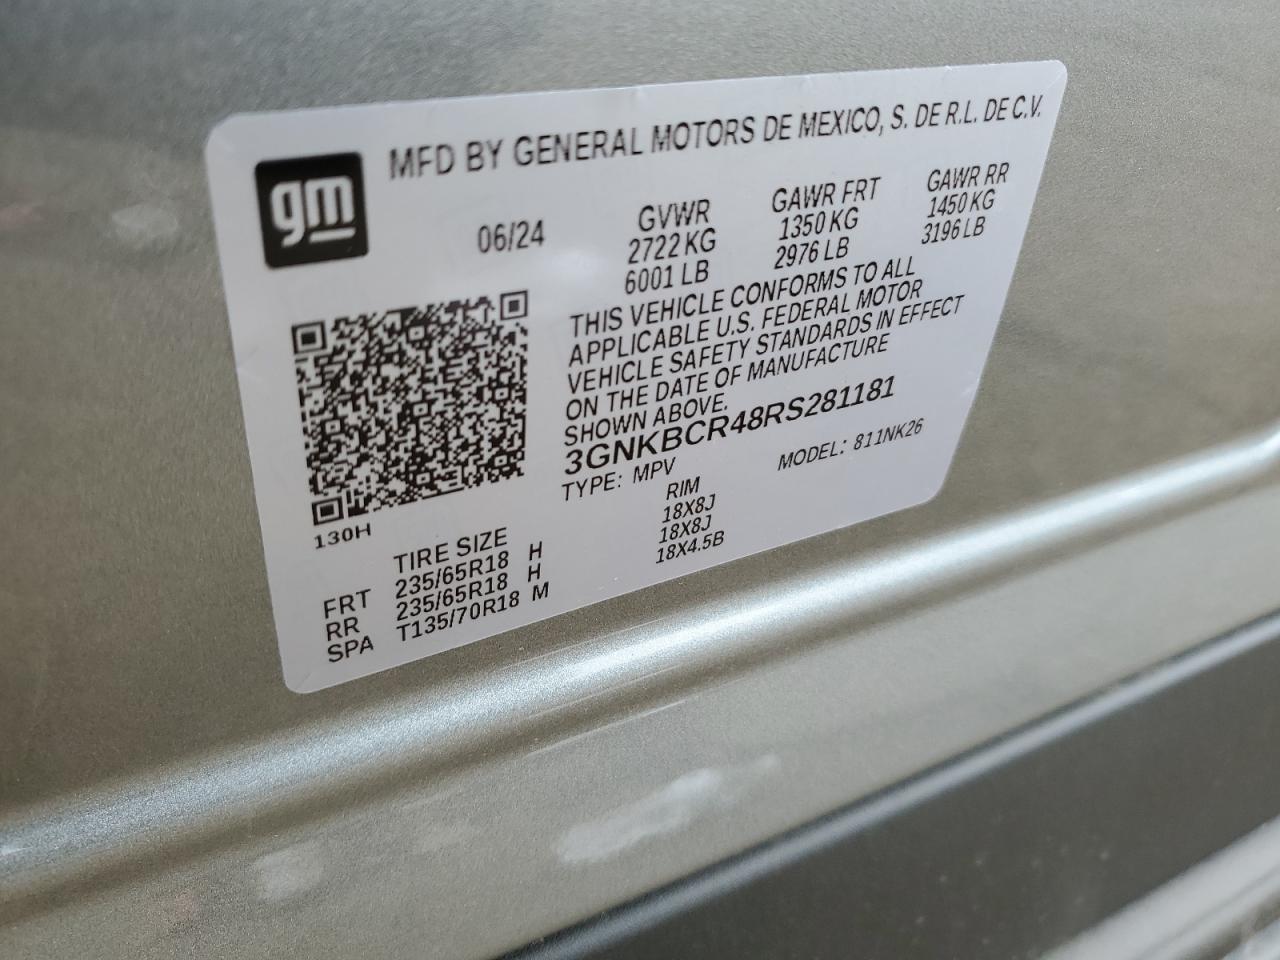 gm
MFD BY GENERAL MOTORS DE MEXICO, S. DE R.L. DE C.V.
06/24
GVWR
2722 KG
6001 LB
GAWR FRT
1350 KG
2976 LB
GAWR RR
1450 KG
3196 LB
THIS VEHICLE CONFORMS TO ALL
APPLICABLE U.S. FEDERAL MOTOR
VEHICLE SAFETY STANDARDS IN EFFECT
ON THE DATE OF MANUFACTURE
SHOWN ABOVE.
3GNKBCR48RS281181
TYPE: MPV
MODEL: 811NK26
130H
TIRE SIZE RIM
FRT 235/65R18 H 18X8J
RR 235/65R18 H 18X8J
SPA T135/70R18 M 18X4.5B